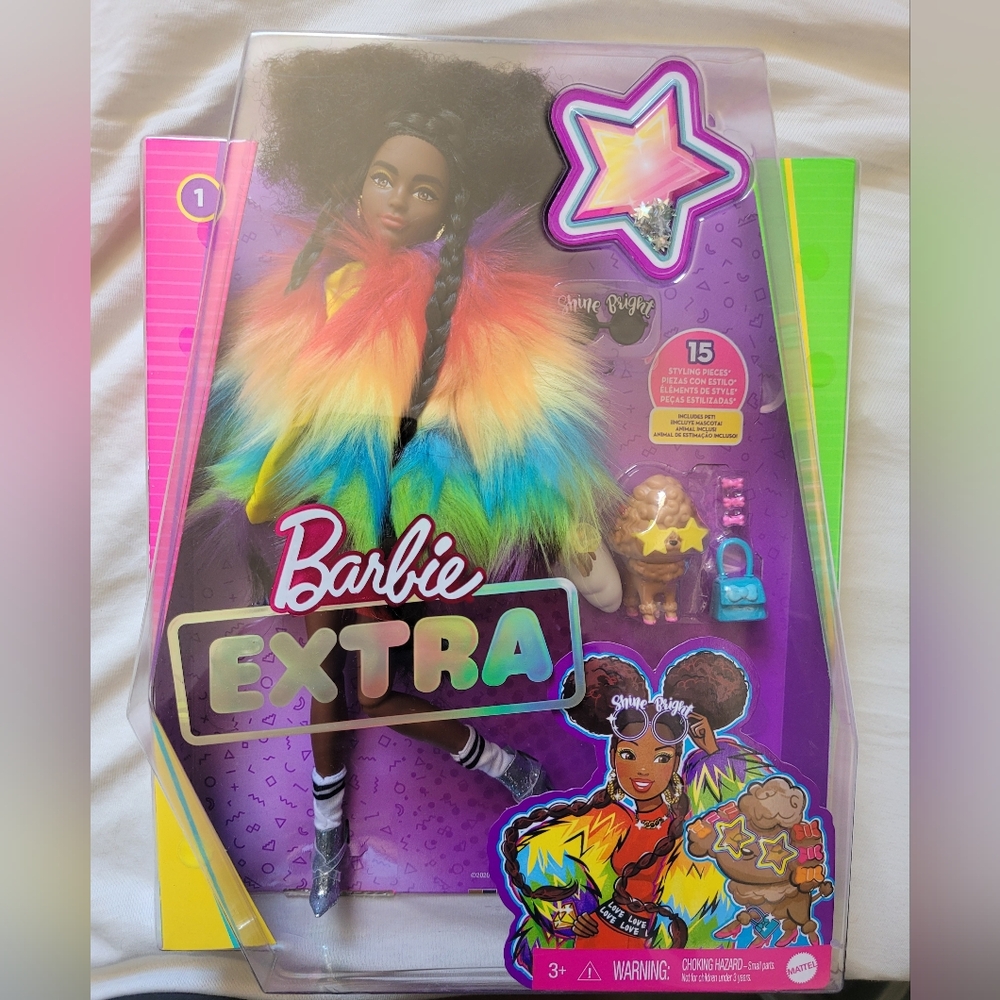 1
Shine Bright
15
STYLING PIECES*
PIEZAS CON ESTILO*
ÉLÉMENTS DE STYLE*
PEÇAS ESTILIZADAS*
INCLUDES PET!
¡INCLUYE MASCOTA!
ANIMAL INCLUS!
ANIMAL DE ESTIMAÇÃO INCLUSO!
Barbie
EXTRA
Shine Bright
LOVE LOVE
LOVE LOVE L
3+ WARNING: CHOKING HAZARD – Small parts.
Not for children under 3 years.
MATTEL